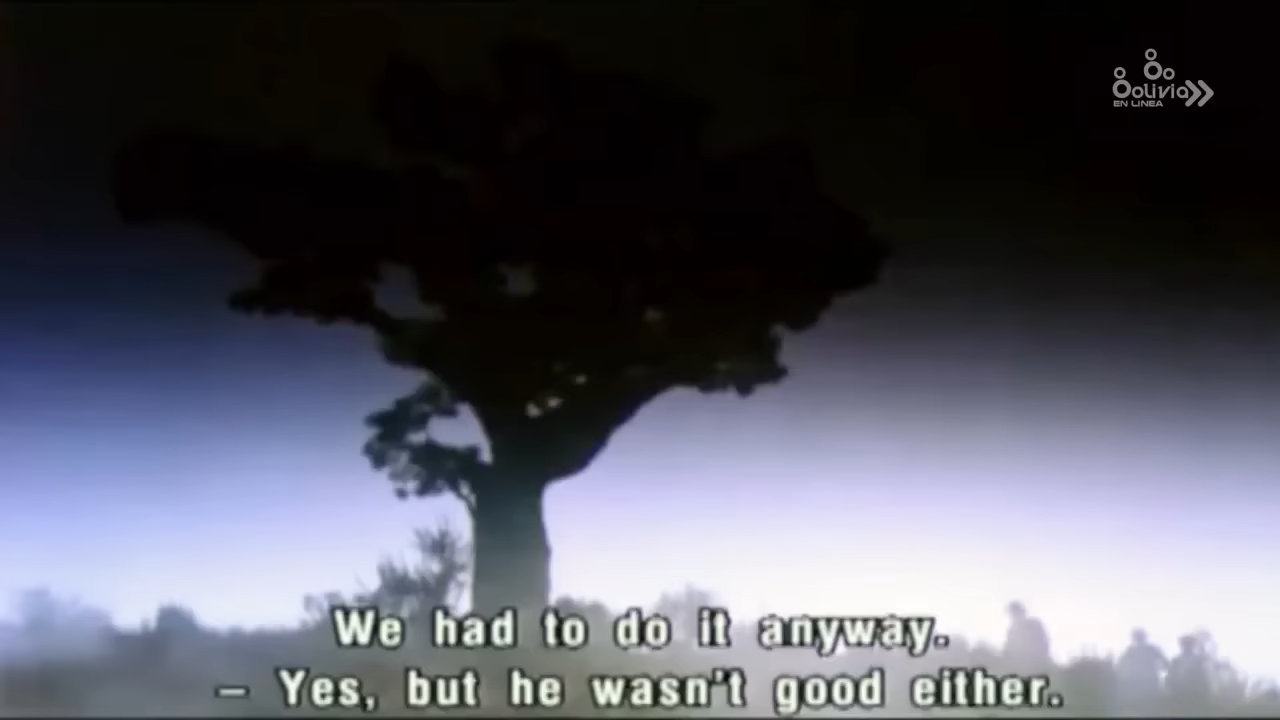 Bolivia
EN LINEA
We had to do it anyway.
– Yes, but he wasn't good either.